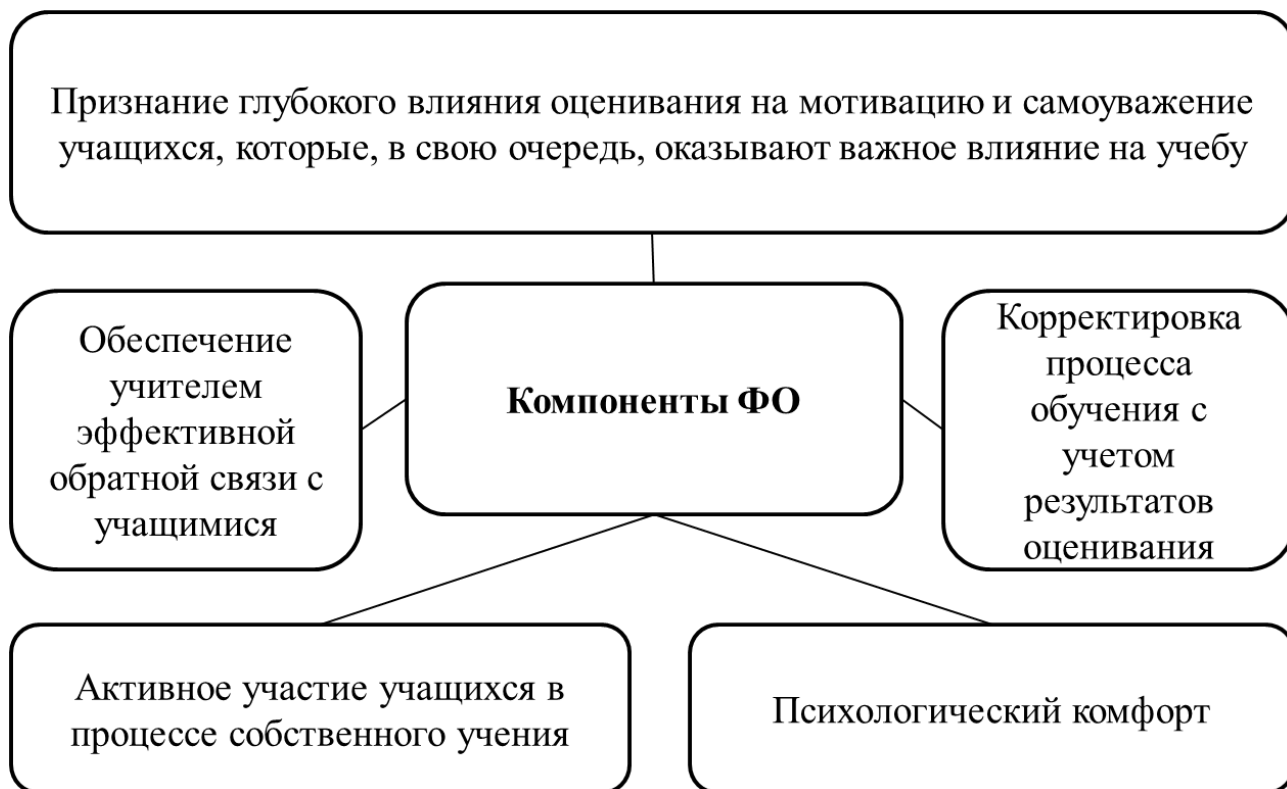 Признание глубокого влияния оценивания на мотивацию и самоуважение
учащихся, которые, в свою очередь, оказывают важное влияние на учебу
Обеспечение
учителем
эффективной
обратной связи с
учащимися
Компоненты ФО
Корректировка
процесса
обучения с
учетом
результатов
оценивания
Активное участие учащихся в
процессе собственного учения
Психологический комфорт